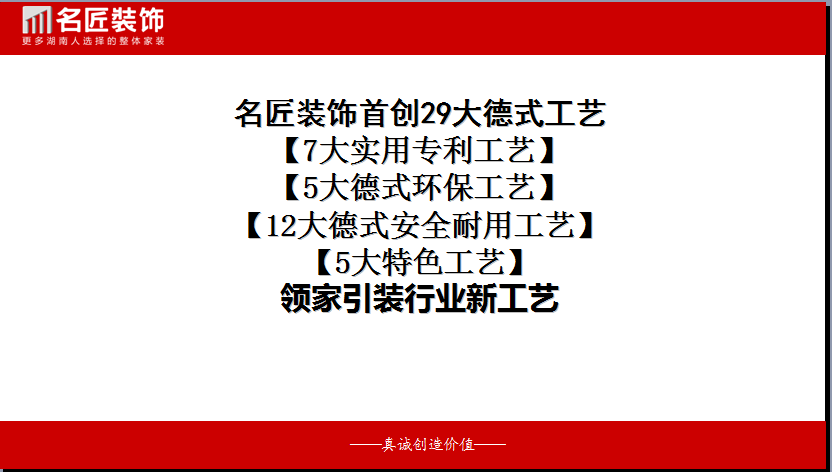 名匠装饰
更多湖南人选择的整体家装
名匠装饰首创29大德式工艺
【7大实用专利工艺】
【5大德式环保工艺】
【12大德式安全耐用工艺】
【5大特色工艺】
领家引装行业新工艺
——真诚创造价值——